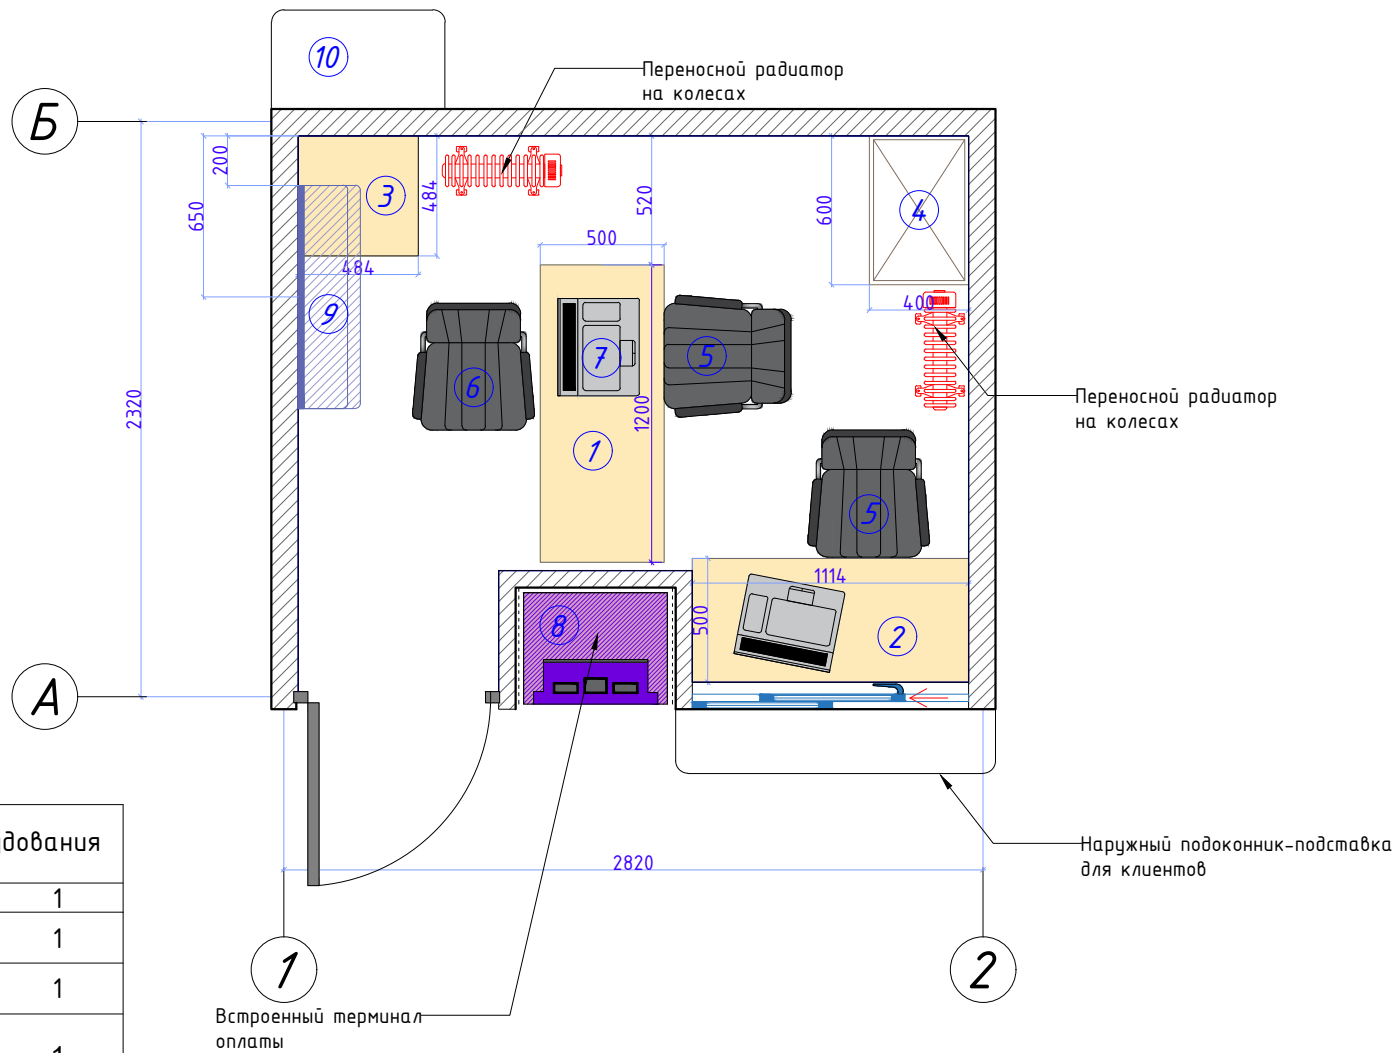 10
Переносной радиатор
на колесах
Б
200
3
484
520
600
4
650
500
484
400
9
7
5
6
Переносной радиатор
на колесах
2320
1200
1
5
1114
8
500
2
А
удования
2820
Наружный подоконник-подставка
для клиентов
1
1
1
1
2
Встроенный терминал
оплаты
1